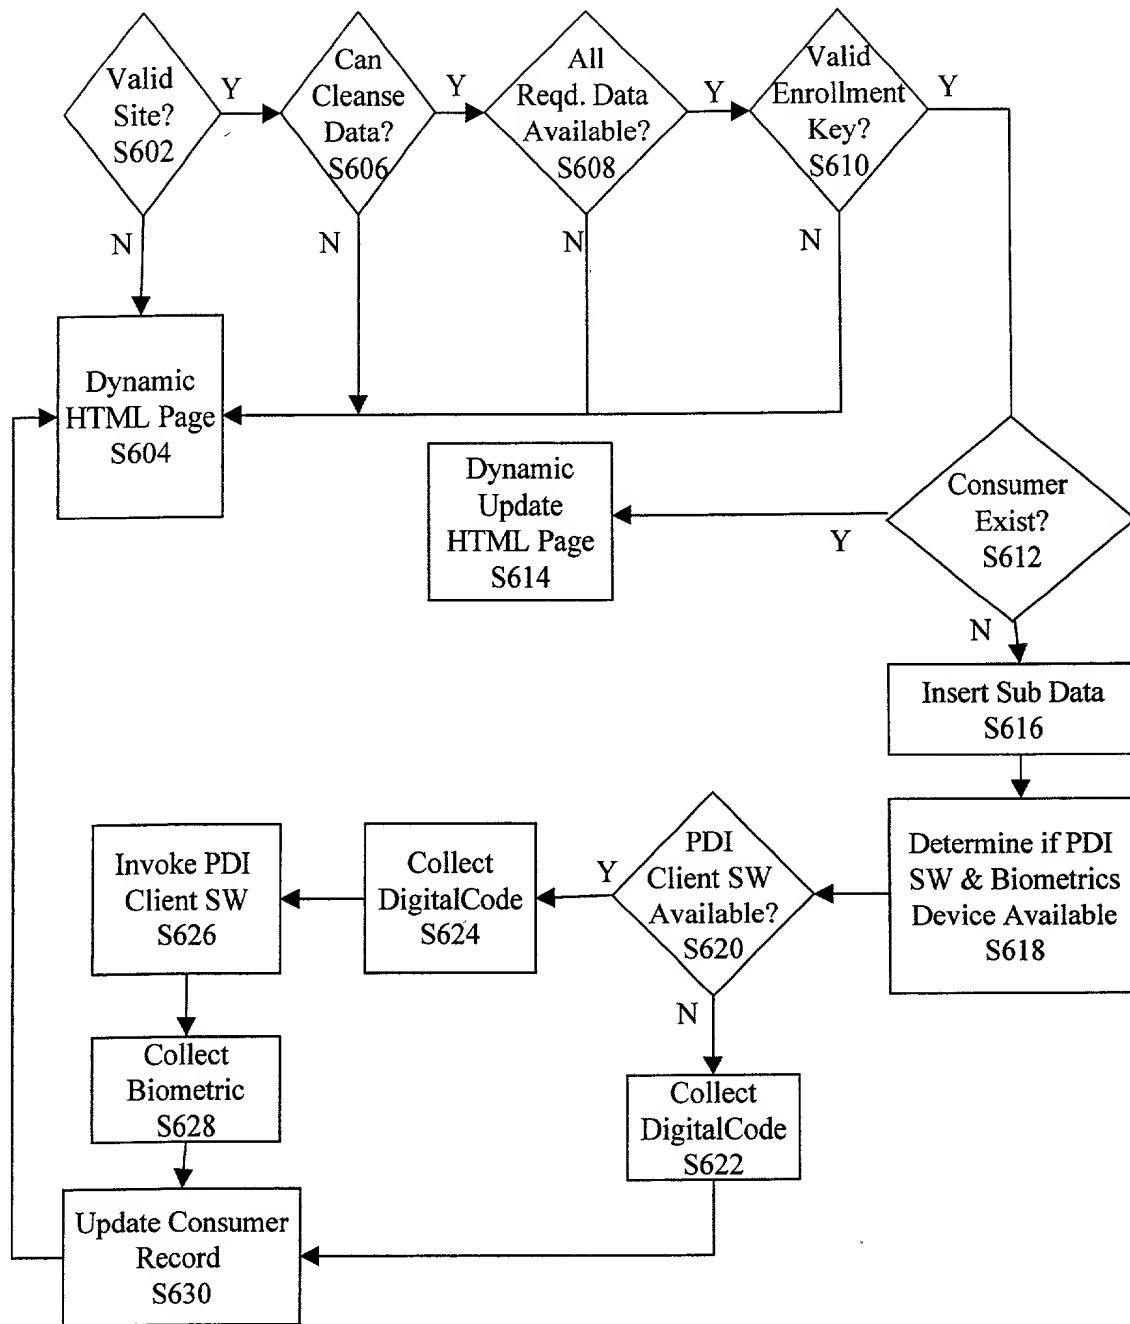 Valid
Site?
S602
Y
N
Can
Cleanse
Data?
S606
Y
N
All
Reqd. Data
Available?
S608
Y
N
Valid
Enrollment
Key?
S610
Y
N
Dynamic
HTML Page
S604
Dynamic
Update
HTML Page
S614
Y
Consumer
Exist?
S612
N
Insert Sub Data
S616
Determine if PDI
SW & Biometrics
Device Available
S618
PDI
Client SW
Available?
S620
Y
N
Collect
DigitalCode
S624
Invoke PDI
Client SW
S626
Collect
Biometric
S628
Collect
DigitalCode
S622
Update Consumer
Record
S630